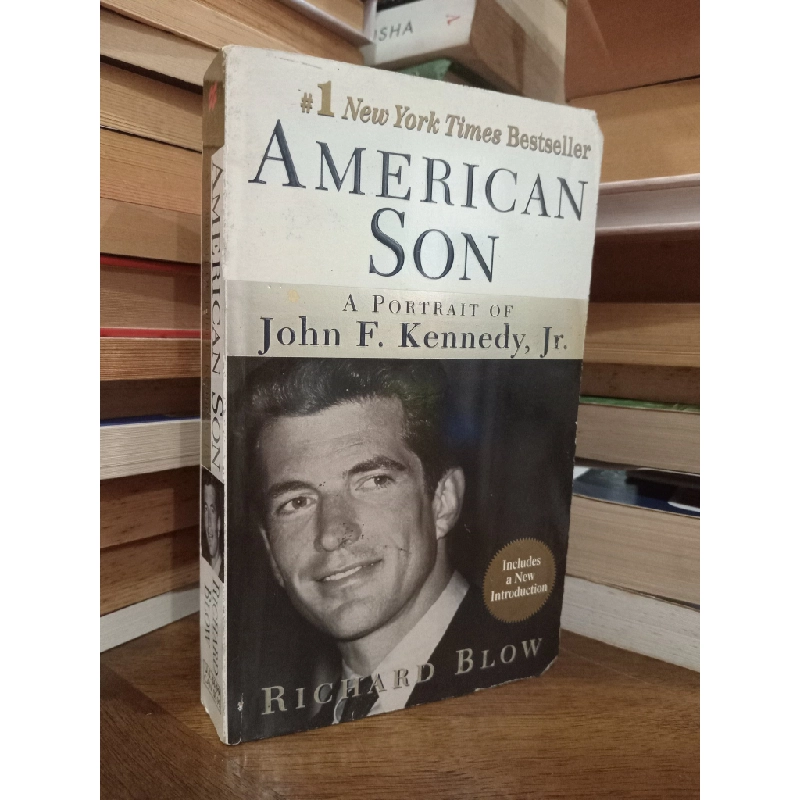 ISHA
#1 New York Times Bestseller
AMERICAN
SON
A PORTRAIT OF
John F. Kennedy, Jr.
Includes
a New
Introduction
RICHARD BLOW
AMERICAN SON
RICHARD
BLOW